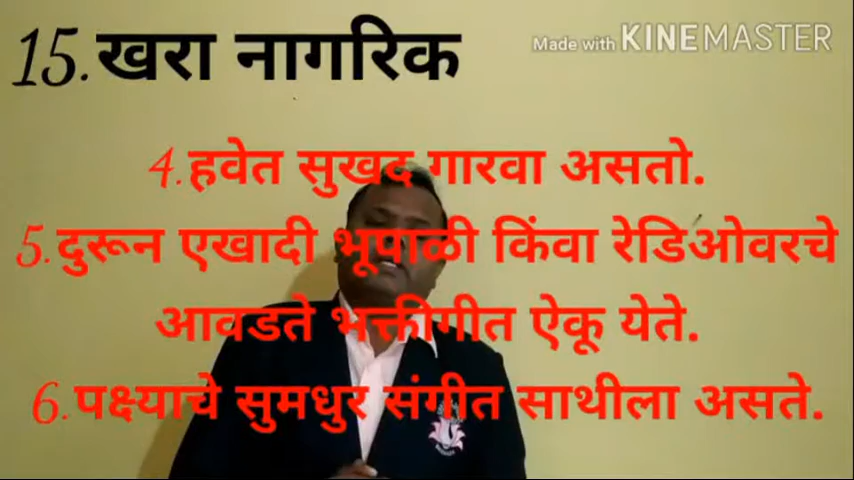 15.खरा नागरिक
Made with KINEMASTER
4.हवेत सुखद गारवा असतो.
5.दुरून एखादी भूपाळी किंवा रेडिओवरचे
आवडते भक्तीगीत ऐकू येते.
6.पक्ष्याचे सुमधुर संगीत साथीला असते.